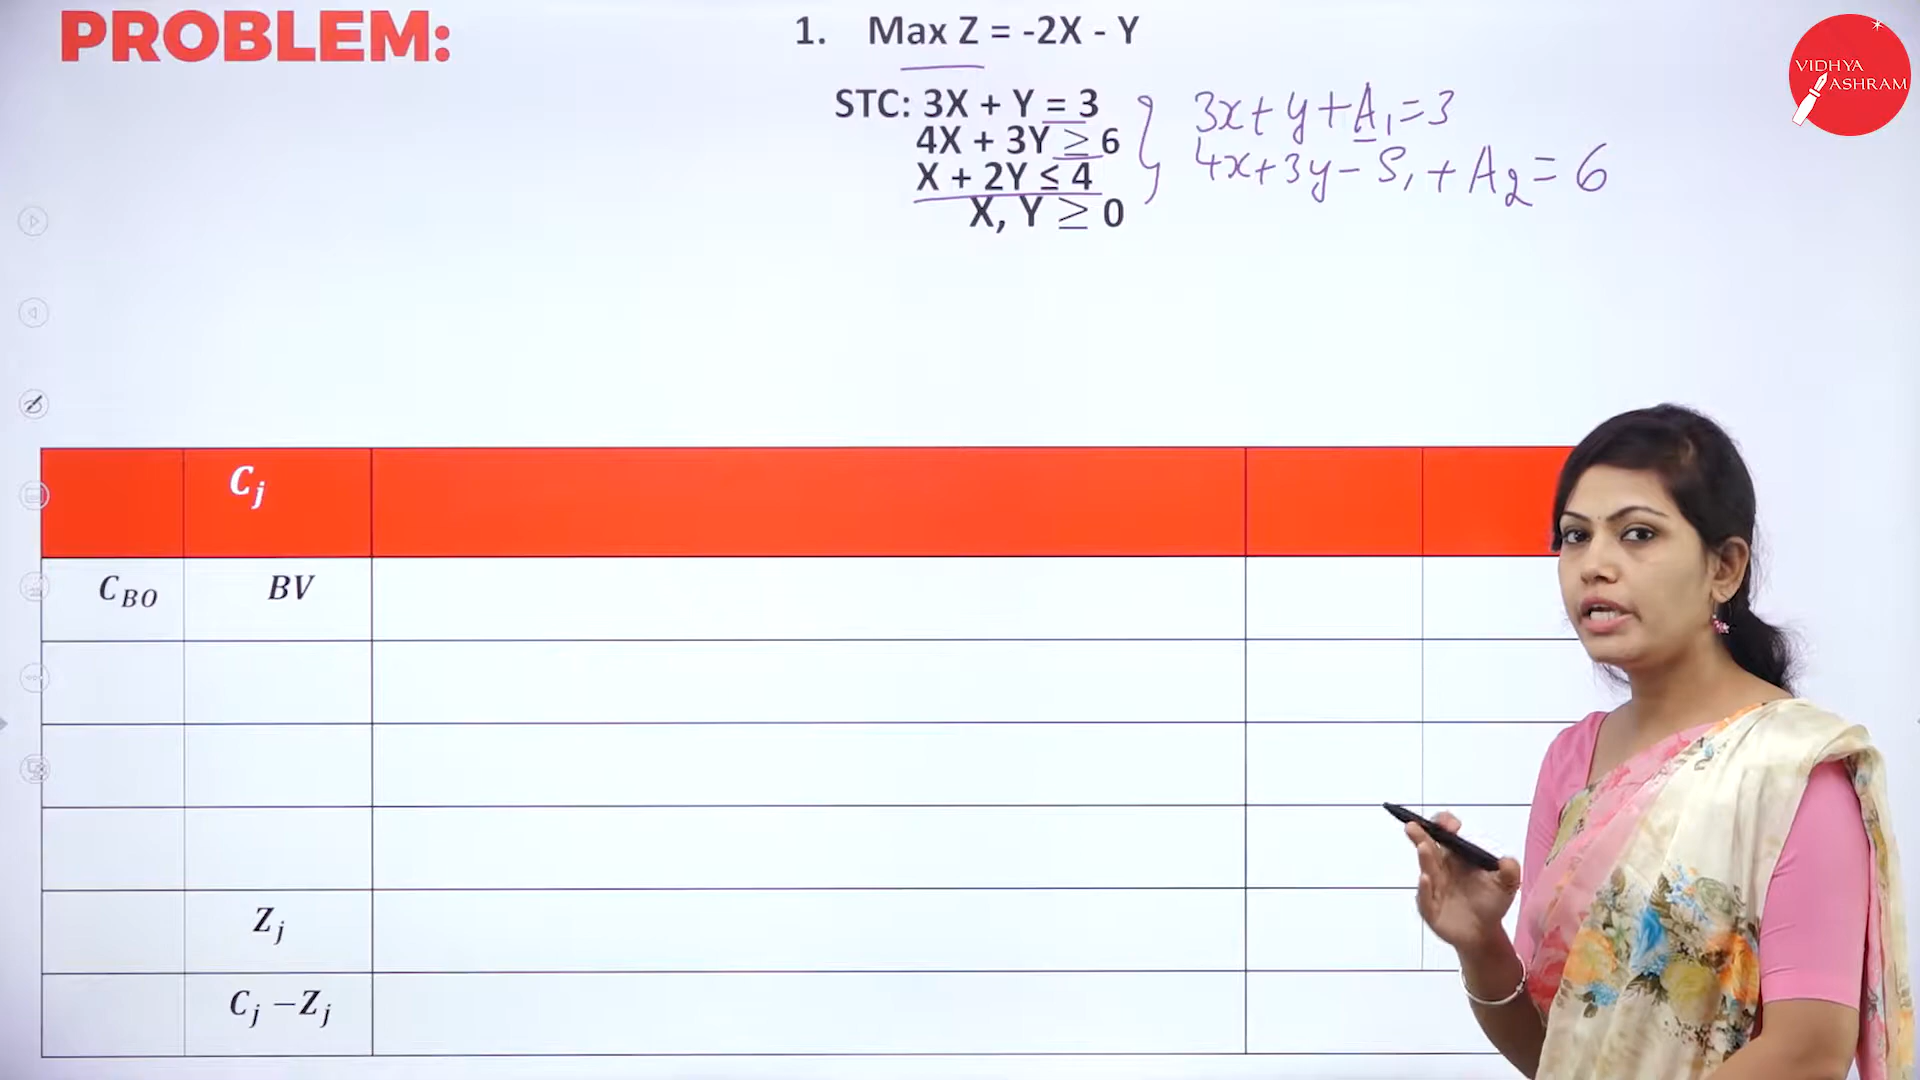 PROBLEM:
1. Max Z = -2X - Y
STC: 3X + Y = 3
4X + 3Y ≥ 6
X + 2Y ≤ 4
X, Y ≥ 0
3x + y + A₁ = 3
4x + 3y - S₁ + A₂ = 6
VIDHYA
ASHRAM
Cⱼ
C_BO BV
Zⱼ
Cⱼ − Zⱼ